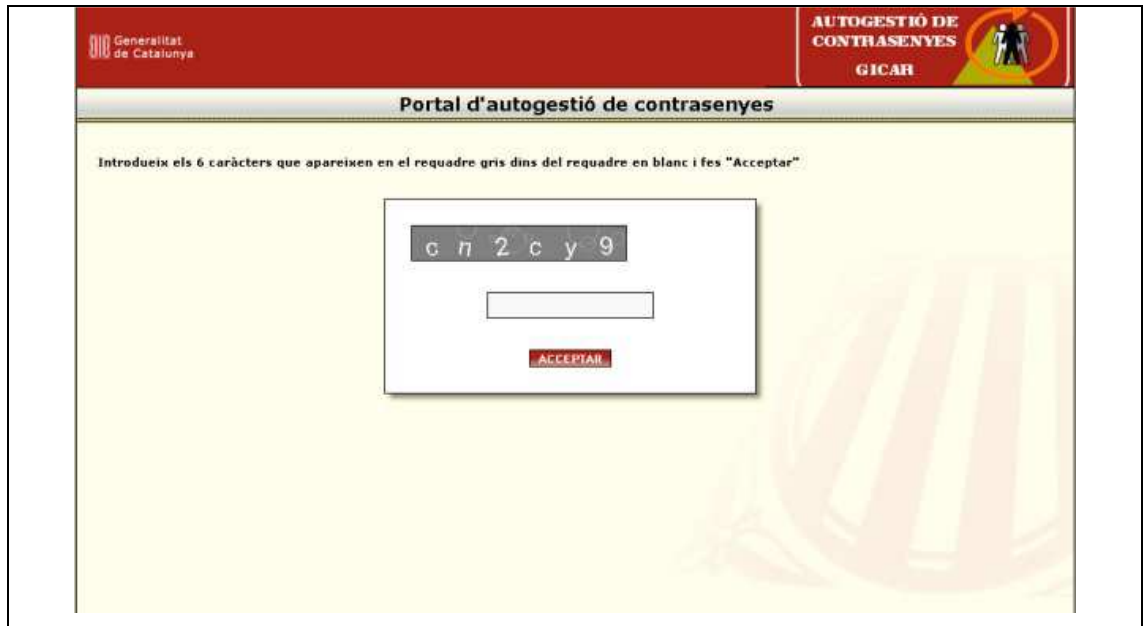 Generalitat
de Catalunya
AUTOGESTIÓ DE
CONTRASENYES
GICAR
Portal d'autogestió de contrasenyes
Introdueix els 6 caràcters que apareixen en el requadre gris dins del requadre en blanc i fes "Acceptar"
c n 2 c y 9
ACCEPTAR